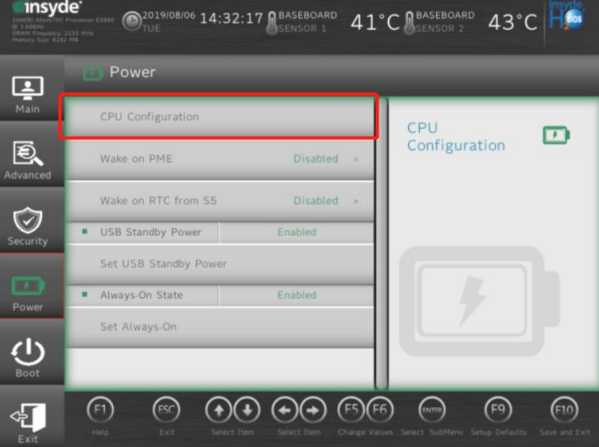 insyde®
Intel(R) Atom(TM) Processor E3940
@ 1.60GHz
DRAM Frequency: 2133 MHz
Memory Size: 8192 MB
2019/08/06
TUE
14:32:17
BASEBOARD
SENSOR 1
41°C
BASEBOARD
SENSOR 2
43°C
insyde
H2O BIOS
Main
Advanced
Security
Power
Boot
Exit
Power
CPU Configuration
Wake on PME Disabled >
Wake on RTC from S5 Disabled >
USB Standby Power Enabled
Set USB Standby Power
Always-On State Enabled
Set Always-On
CPU
Configuration
F1 ESC F5 F6 ENTER F9 F10
Help Exit Select Item Select Item Change Values Select SubMenu Setup Defaults Save and Exit